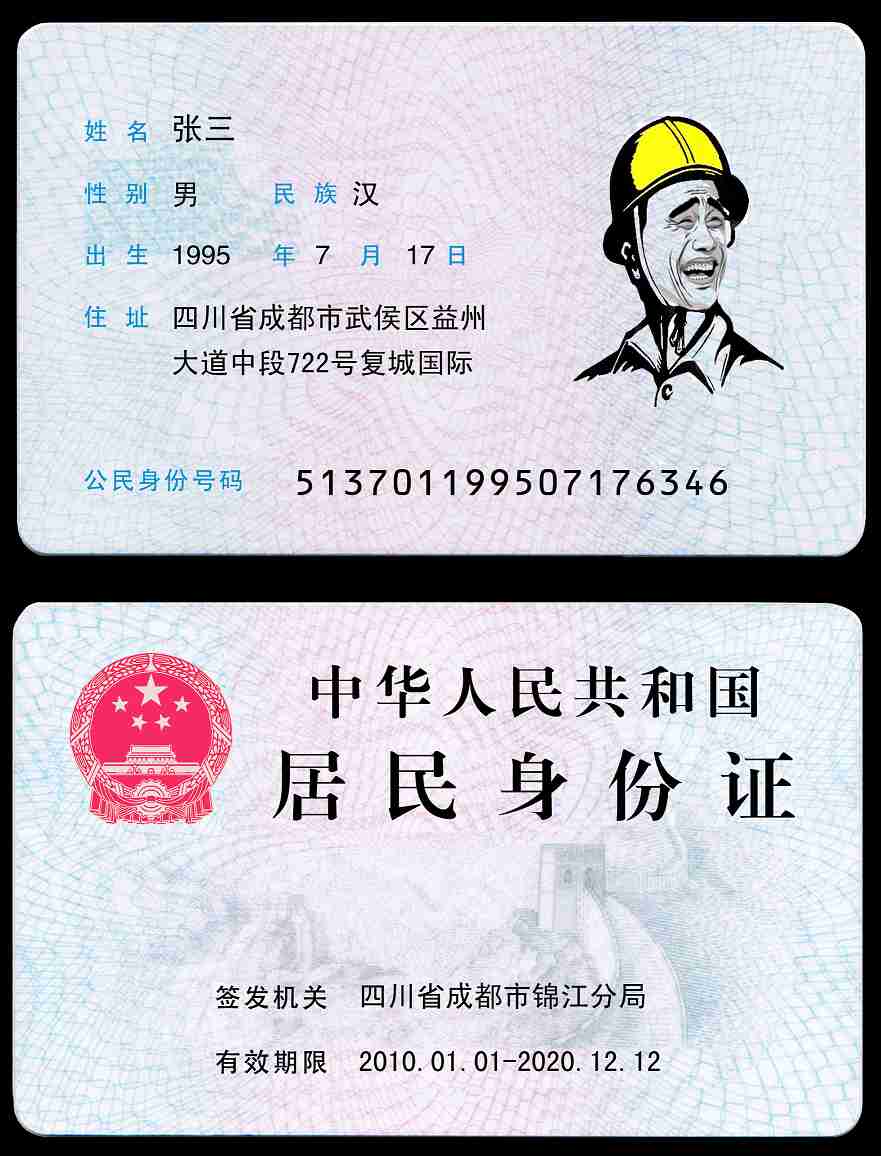 姓名 张三
性别 男 民族 汉
出生 1995 年 7 月 17 日
住址 四川省成都市武侯区益州
大道中段722号复城国际
公民身份号码 513701199507176346
中华人民共和国
居民身份证
签发机关 四川省成都市锦江分局
有效期限 2010.01.01-2020.12.12